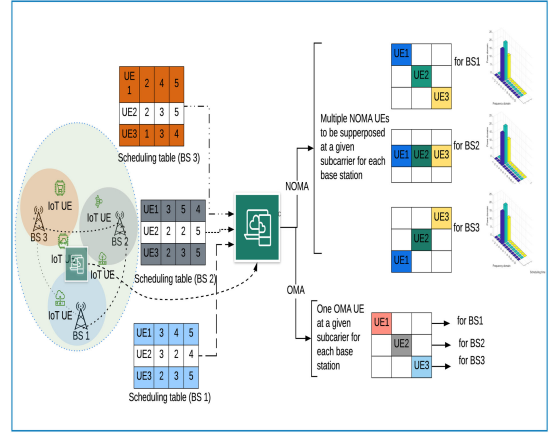 UE
1
2 4 5
UE2 2 3 5
UE3 1 3 4
Scheduling table (BS 3)
UE1 3 5 4
UE2 2 2 5
UE3 2 3 5
Scheduling table (BS 2)
UE1 3 4 5
UE2 3 2 4
UE3 2 3 5
Scheduling table (BS 1)
IoT UE
BS 3
IoT UE
BS 2
IoT UE
IoT UE
IoT UE
BS 1
NOMA
OMA
Multiple NOMA UEs
to be supperposed
at a given
subcarrier for each
base station
UE1
UE2
UE3
for BS1
UE1 UE2 UE3
for BS2
UE3
UE2
UE1
for BS3
One OMA UE
at a given
subcarier for
each base
station
UE1
UE2
UE3
for BS1
for BS2
for BS3